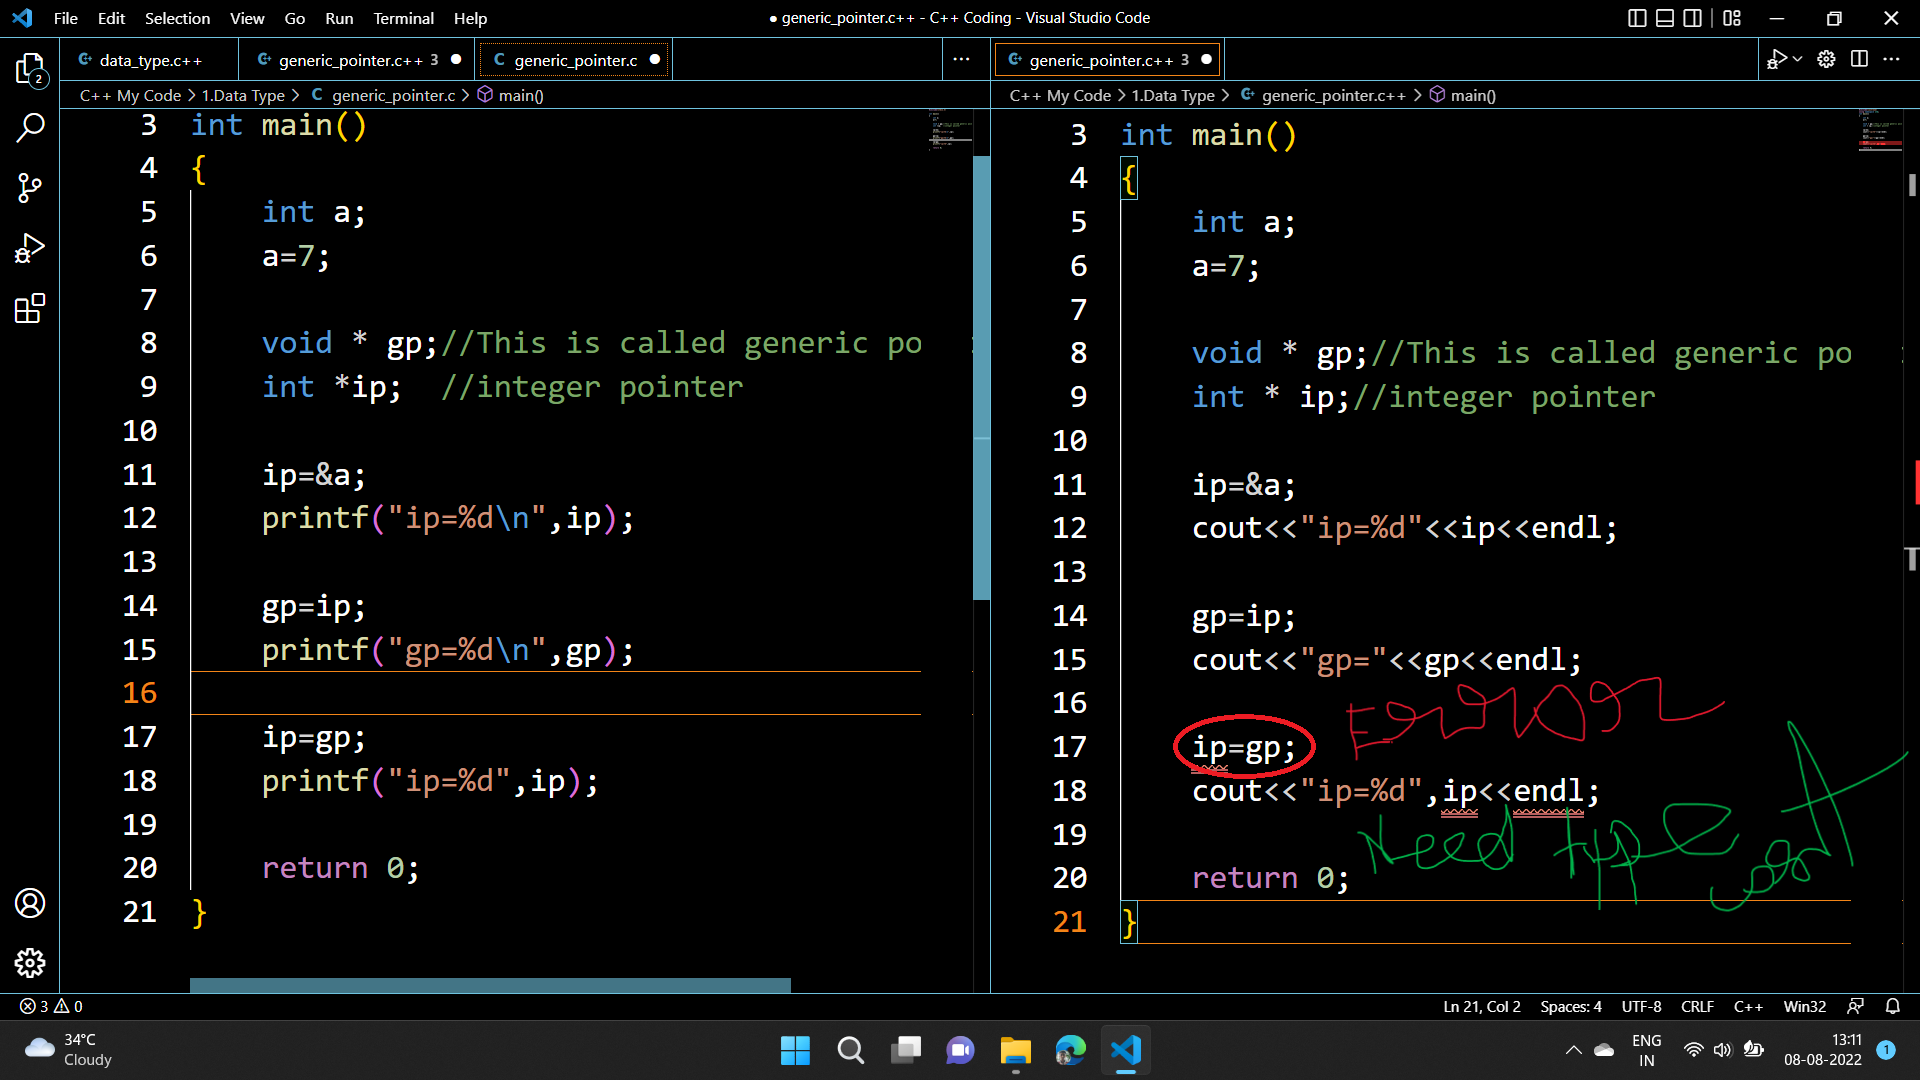 File Edit Selection View Go Run Terminal Help
● generic_pointer.c++ - C++ Coding - Visual Studio Code
data_type.c++
generic_pointer.c++ 3
generic_pointer.c
C++ My Code > 1.Data Type > C generic_pointer.c > main()
3 int main()
4 {
5 int a;
6 a=7;
7
8 void * gp;//This is called generic po
9 int *ip; //integer pointer
10
11 ip=&a;
12 printf("ip=%d\n",ip);
13
14 gp=ip;
15 printf("gp=%d\n",gp);
16
17 ip=gp;
18 printf("ip=%d",ip);
19
20 return 0;
21 }
generic_pointer.c++ 3
C++ My Code > 1.Data Type > generic_pointer.c++ > main()
3 int main()
4 {
5 int a;
6 a=7;
7
8 void * gp;//This is called generic po
9 int * ip;//integer pointer
10
11 ip=&a;
12 cout<<"ip=%d"<<ip<<endl;
13
14 gp=ip;
15 cout<<"gp="<<gp<<endl;
16
17 ip=gp;
Error
18 cout<<"ip=%d",ip<<endl;
19
Need type cast
20 return 0;
21 }
2
3 0
Ln 21, Col 2 Spaces: 4 UTF-8 CRLF C++ Win32
34°C
Cloudy
ENG
IN
13:11
08-08-2022
1